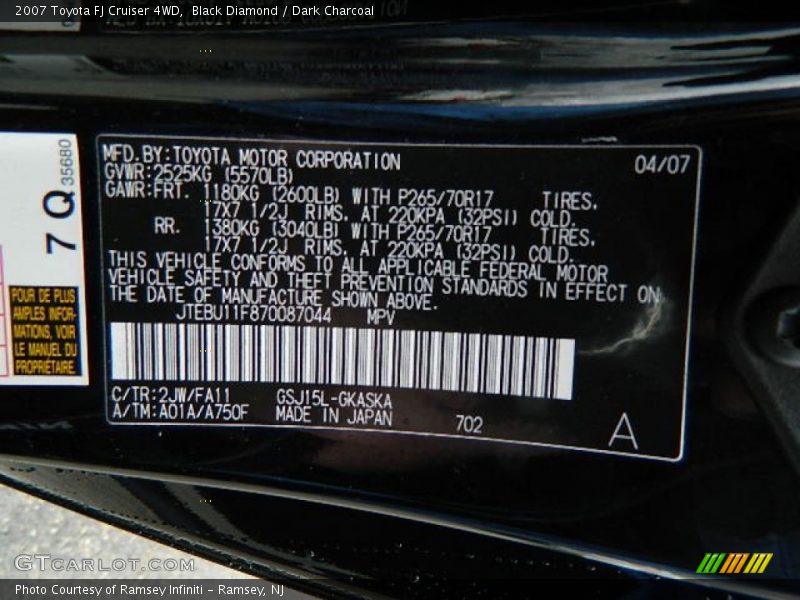 2007 Toyota FJ Cruiser 4WD, Black Diamond / Dark Charcoal
7 Q 35680
POUR DE PLUS
AMPLES INFOR-
MATIONS, VOIR
LE MANUEL DU
PROPRIÉTAIRE.
MFD.BY:TOYOTA MOTOR CORPORATION 04/07
GVWR:2525KG (5570LB)
GAWR:FRT. 1180KG (2600LB) WITH P265/70R17 TIRES,
17X7 1/2J RIMS, AT 220KPA (32PSI) COLD.
RR. 1380KG (3040LB) WITH P265/70R17 TIRES,
17X7 1/2J RIMS, AT 220KPA (32PSI) COLD.
THIS VEHICLE CONFORMS TO ALL APPLICABLE FEDERAL MOTOR
VEHICLE SAFETY AND THEFT PREVENTION STANDARDS IN EFFECT ON
THE DATE OF MANUFACTURE SHOWN ABOVE.
JTEBU11F870087044 MPV
C/TR:2JW/FA11 GSJ15L-GKASKA
A/TM:A01A/A750F MADE IN JAPAN 702
A
GTcarlot.com
Photo Courtesy of Ramsey Infiniti - Ramsey, NJ